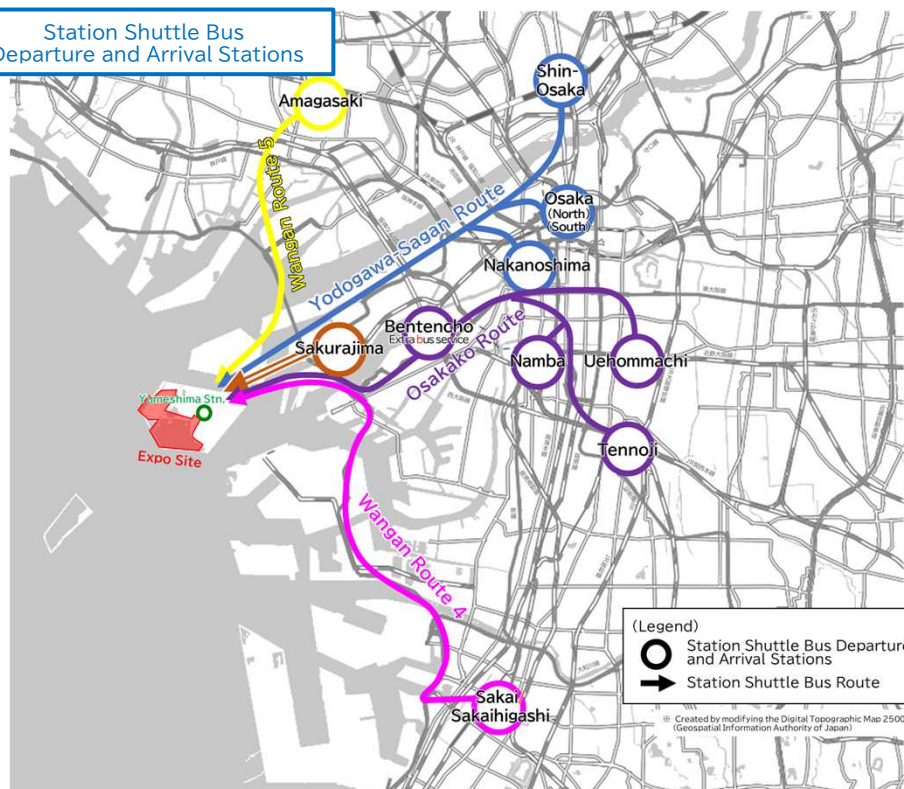 Station Shuttle Bus
Departure and Arrival Stations
Amagasaki
Shin-
Osaka
Wangan Route 5
Yodogawa-Sagan Route
Osaka
(North)
(South)
Nakanoshima
Bentencho
Extra bus service
Sakurajima
Osakako Route
Namba
Uehommachi
Yumeshima Stn.
Expo Site
Tennoji
Wangan Route 4
Sakai
Sakaihigashi
(Legend)
Station Shuttle Bus Departure
and Arrival Stations
Station Shuttle Bus Route
※ Created by modifying the Digital Topographic Map 2500
(Geospatial Information Authority of Japan)